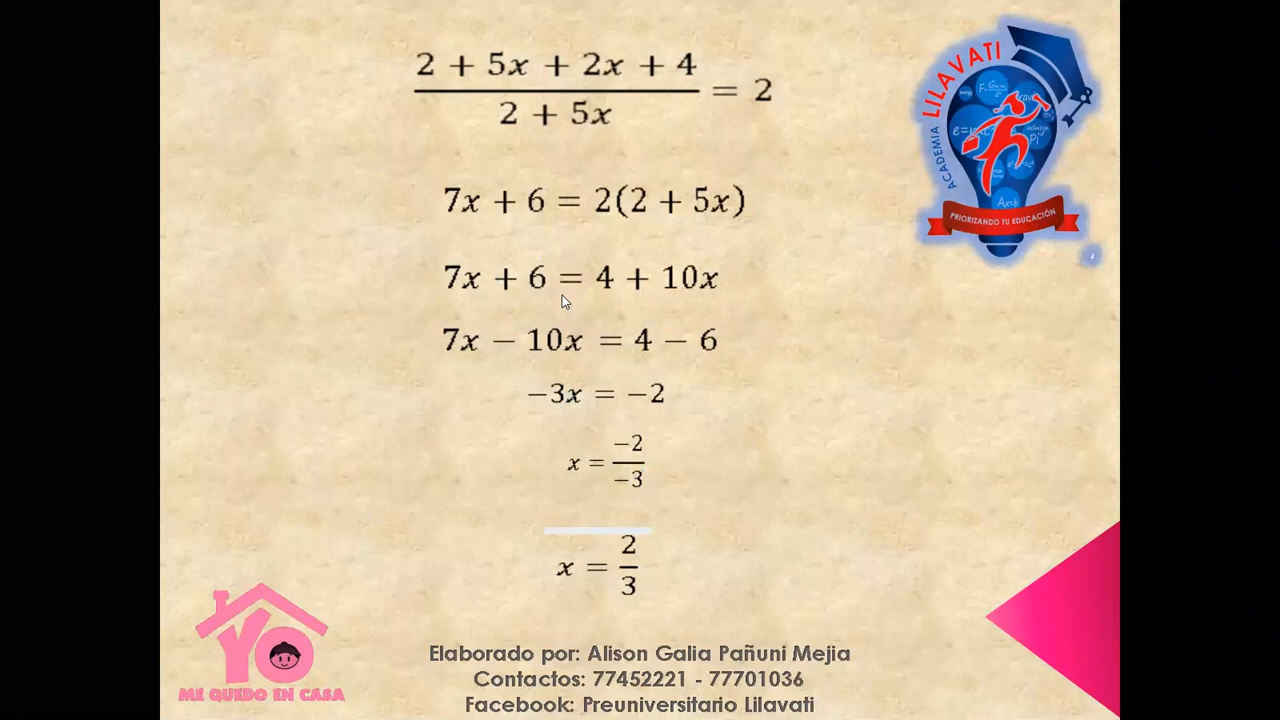 2 + 5x + 2x + 4
2 + 5x
= 2
7x + 6 = 2(2 + 5x)
7x + 6 = 4 + 10x
7x − 10x = 4 − 6
−3x = −2
x = −2/−3
x = 2/3
ACADEMIA
LILAVATI
PRIORIZANDO TU EDUCACIÓN
YO
ME QUEDO EN CASA
Elaborado por: Alison Galia Pañuni Mejia
Contactos: 77452221 - 77701036
Facebook: Preuniversitario Lilavati